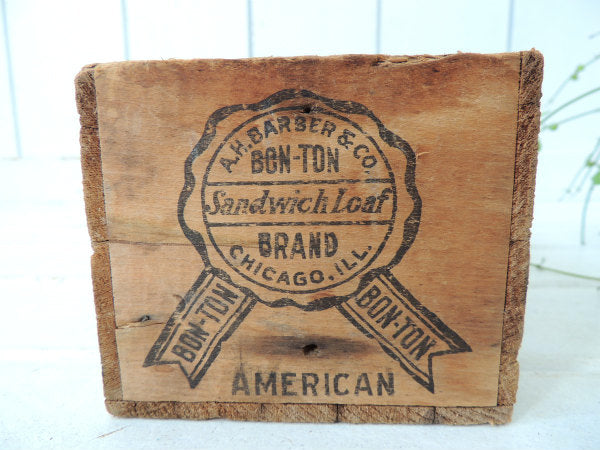 A.H. BARBER & CO.
BON-TON
Sandwich Loaf
BRAND
CHICAGO, ILL.
BON-TON
BON-TON
AMERICAN